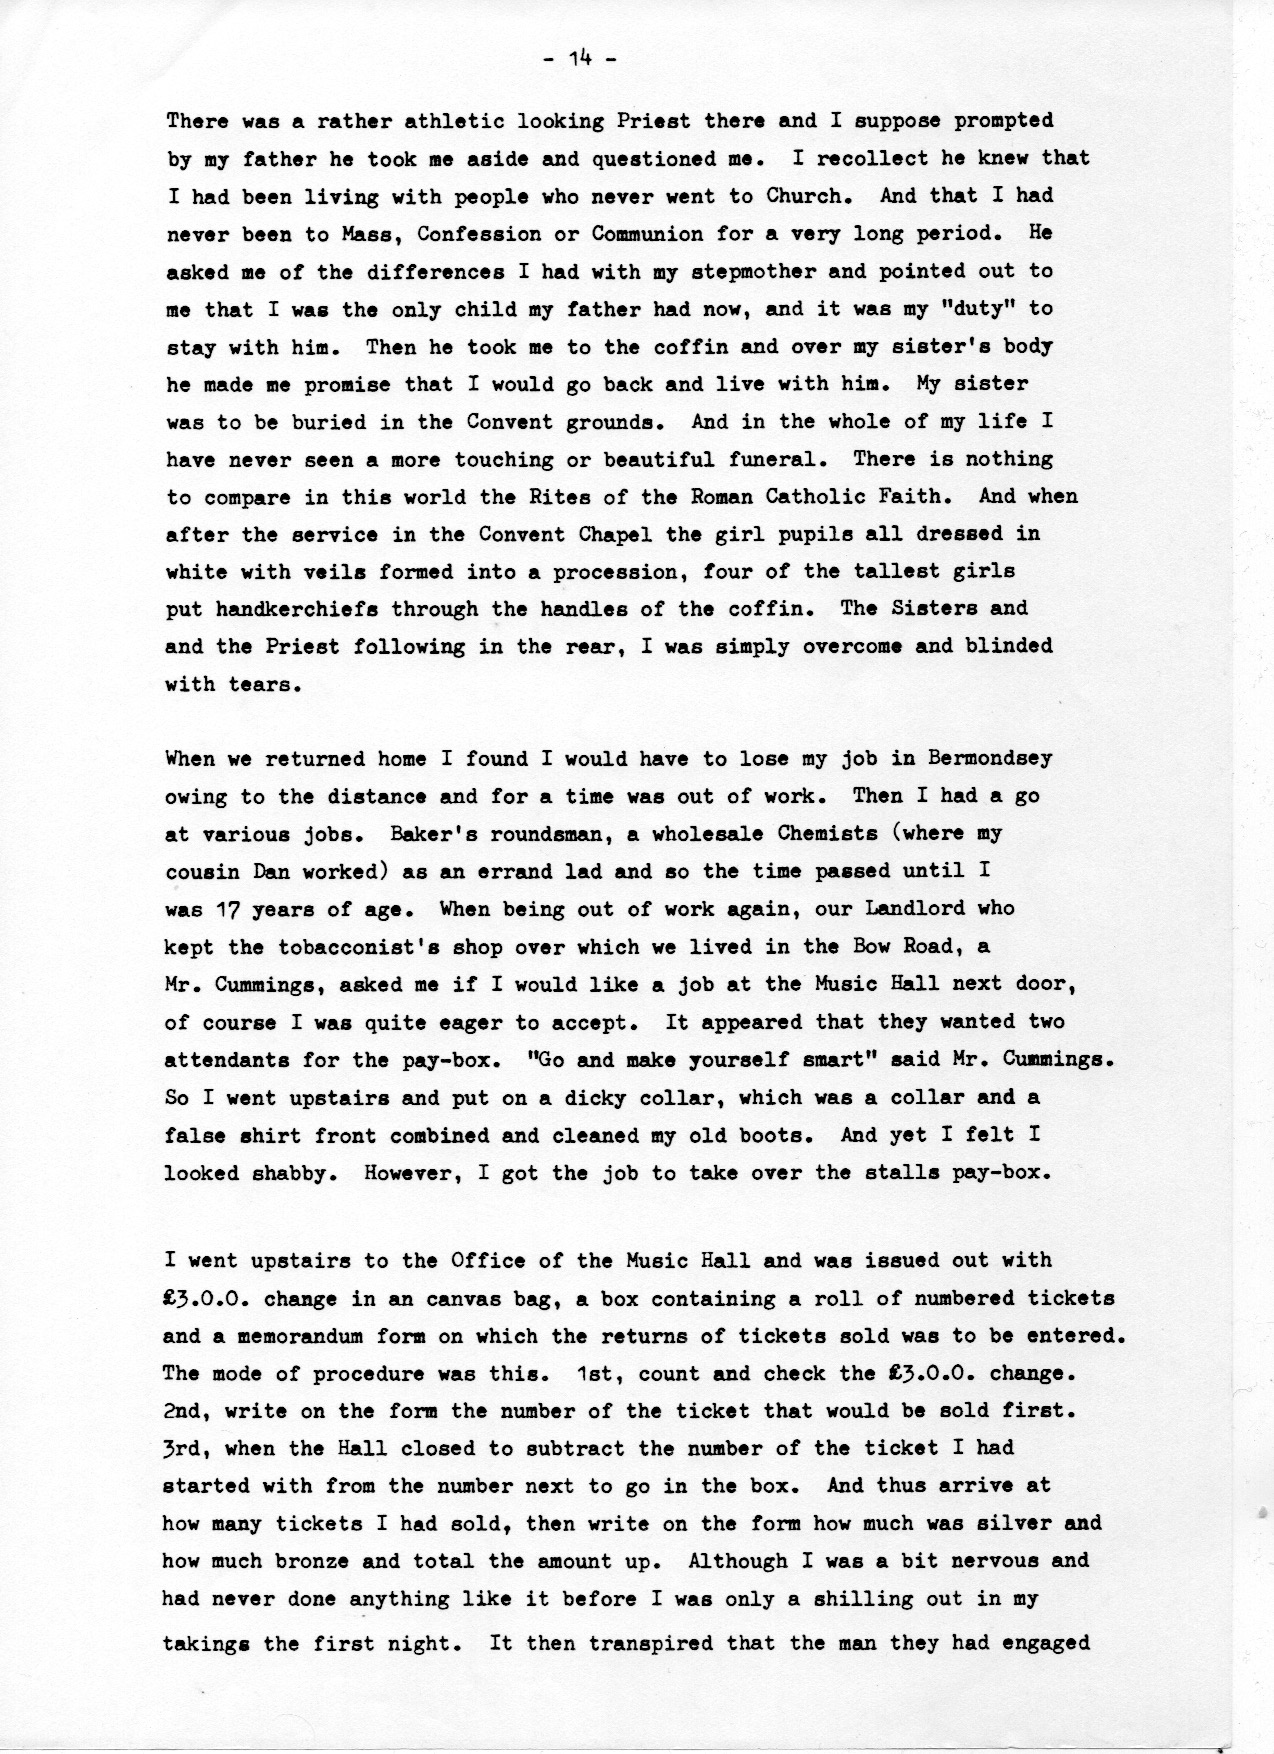 - 14 -
There was a rather athletic looking Priest there and I suppose prompted
by my father he took me aside and questioned me.  I recollect he knew that
I had been living with people who never went to Church.  And that I had
never been to Mass, Confession or Communion for a very long period.  He
asked me of the differences I had with my stepmother and pointed out to
me that I was the only child my father had now, and it was my "duty" to
stay with him.  Then he took me to the coffin and over my sister's body
he made me promise that I would go back and live with him.  My sister
was to be buried in the Convent grounds.  And in the whole of my life I
have never seen a more touching or beautiful funeral.  There is nothing
to compare in this world the Rites of the Roman Catholic Faith.  And when
after the service in the Convent Chapel the girl pupils all dressed in
white with veils formed into a procession, four of the tallest girls
put handkerchiefs through the handles of the coffin.  The Sisters and
and the Priest following in the rear, I was simply overcome and blinded
with tears.

When we returned home I found I would have to lose my job in Bermondsey
owing to the distance and for a time was out of work.  Then I had a go
at various jobs.  Baker's roundsman, a wholesale Chemists (where my
cousin Dan worked) as an errand lad and so the time passed until I
was 17 years of age.  When being out of work again, our Landlord who
kept the tobacconist's shop over which we lived in the Bow Road, a
Mr. Cummings, asked me if I would like a job at the Music Hall next door,
of course I was quite eager to accept.  It appeared that they wanted two
attendants for the pay-box.  "Go and make yourself smart" said Mr. Cummings.
So I went upstairs and put on a dicky collar, which was a collar and a
false shirt front combined and cleaned my old boots.  And yet I felt I
looked shabby.  However, I got the job to take over the stalls pay-box.

I went upstairs to the Office of the Music Hall and was issued out with
£3.0.0. change in an canvas bag, a box containing a roll of numbered tickets
and a memorandum form on which the returns of tickets sold was to be entered.
The mode of procedure was this.  1st, count and check the £3.0.0. change.
2nd, write on the form the number of the ticket that would be sold first.
3rd, when the Hall closed to subtract the number of the ticket I had
started with from the number next to go in the box.  And thus arrive at
how many tickets I had sold, then write on the form how much was silver and
how much bronze and total the amount up.  Although I was a bit nervous and
had never done anything like it before I was only a shilling out in my
takings the first night.  It then transpired that the man they had engaged